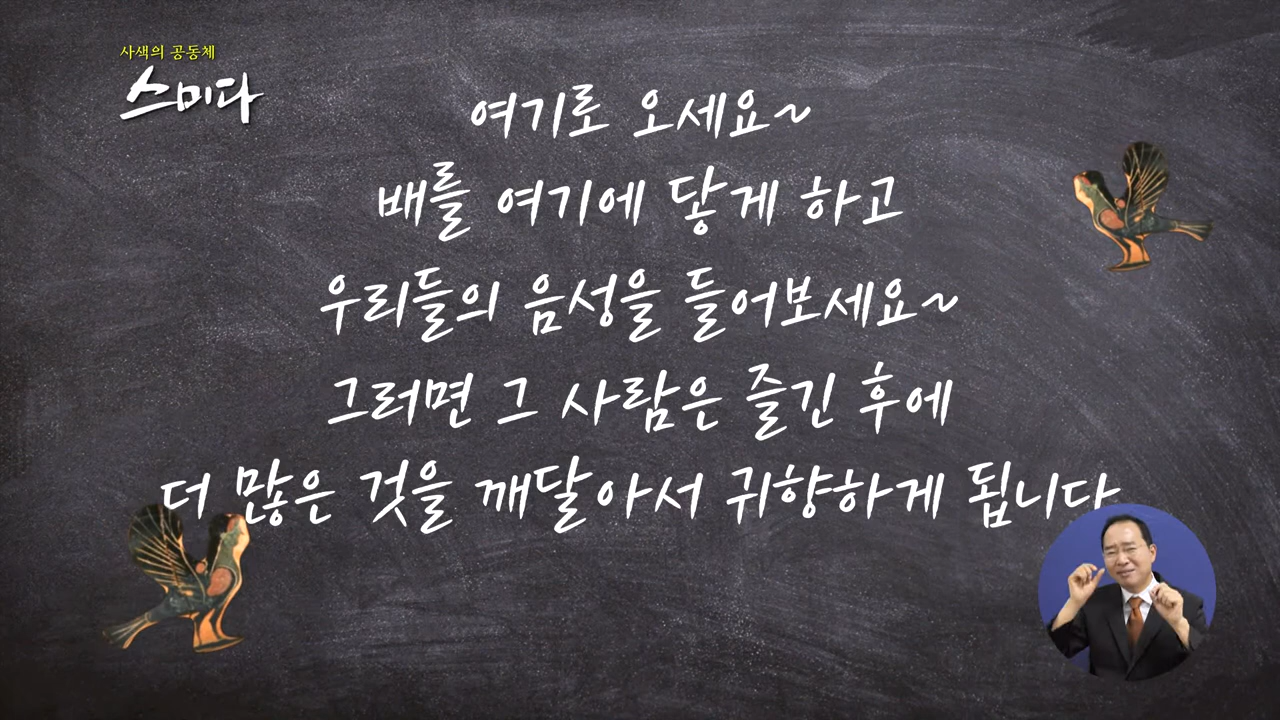 사색의 공동체
스미다
여기로 오세요~
배를 여기에 닿게 하고
우리들의 음성을 들어보세요~
그러면 그 사람은 즐긴 후에
더 많은 것을 깨달아서 귀향하게 됩니다